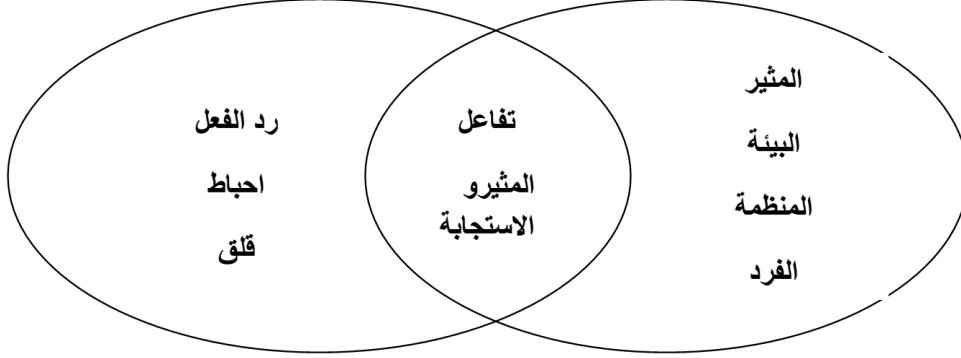 المثير
البيئة
المنظمة
الفرد
تفاعل
المثيرو
الاستجابة
رد الفعل
احباط
قلق